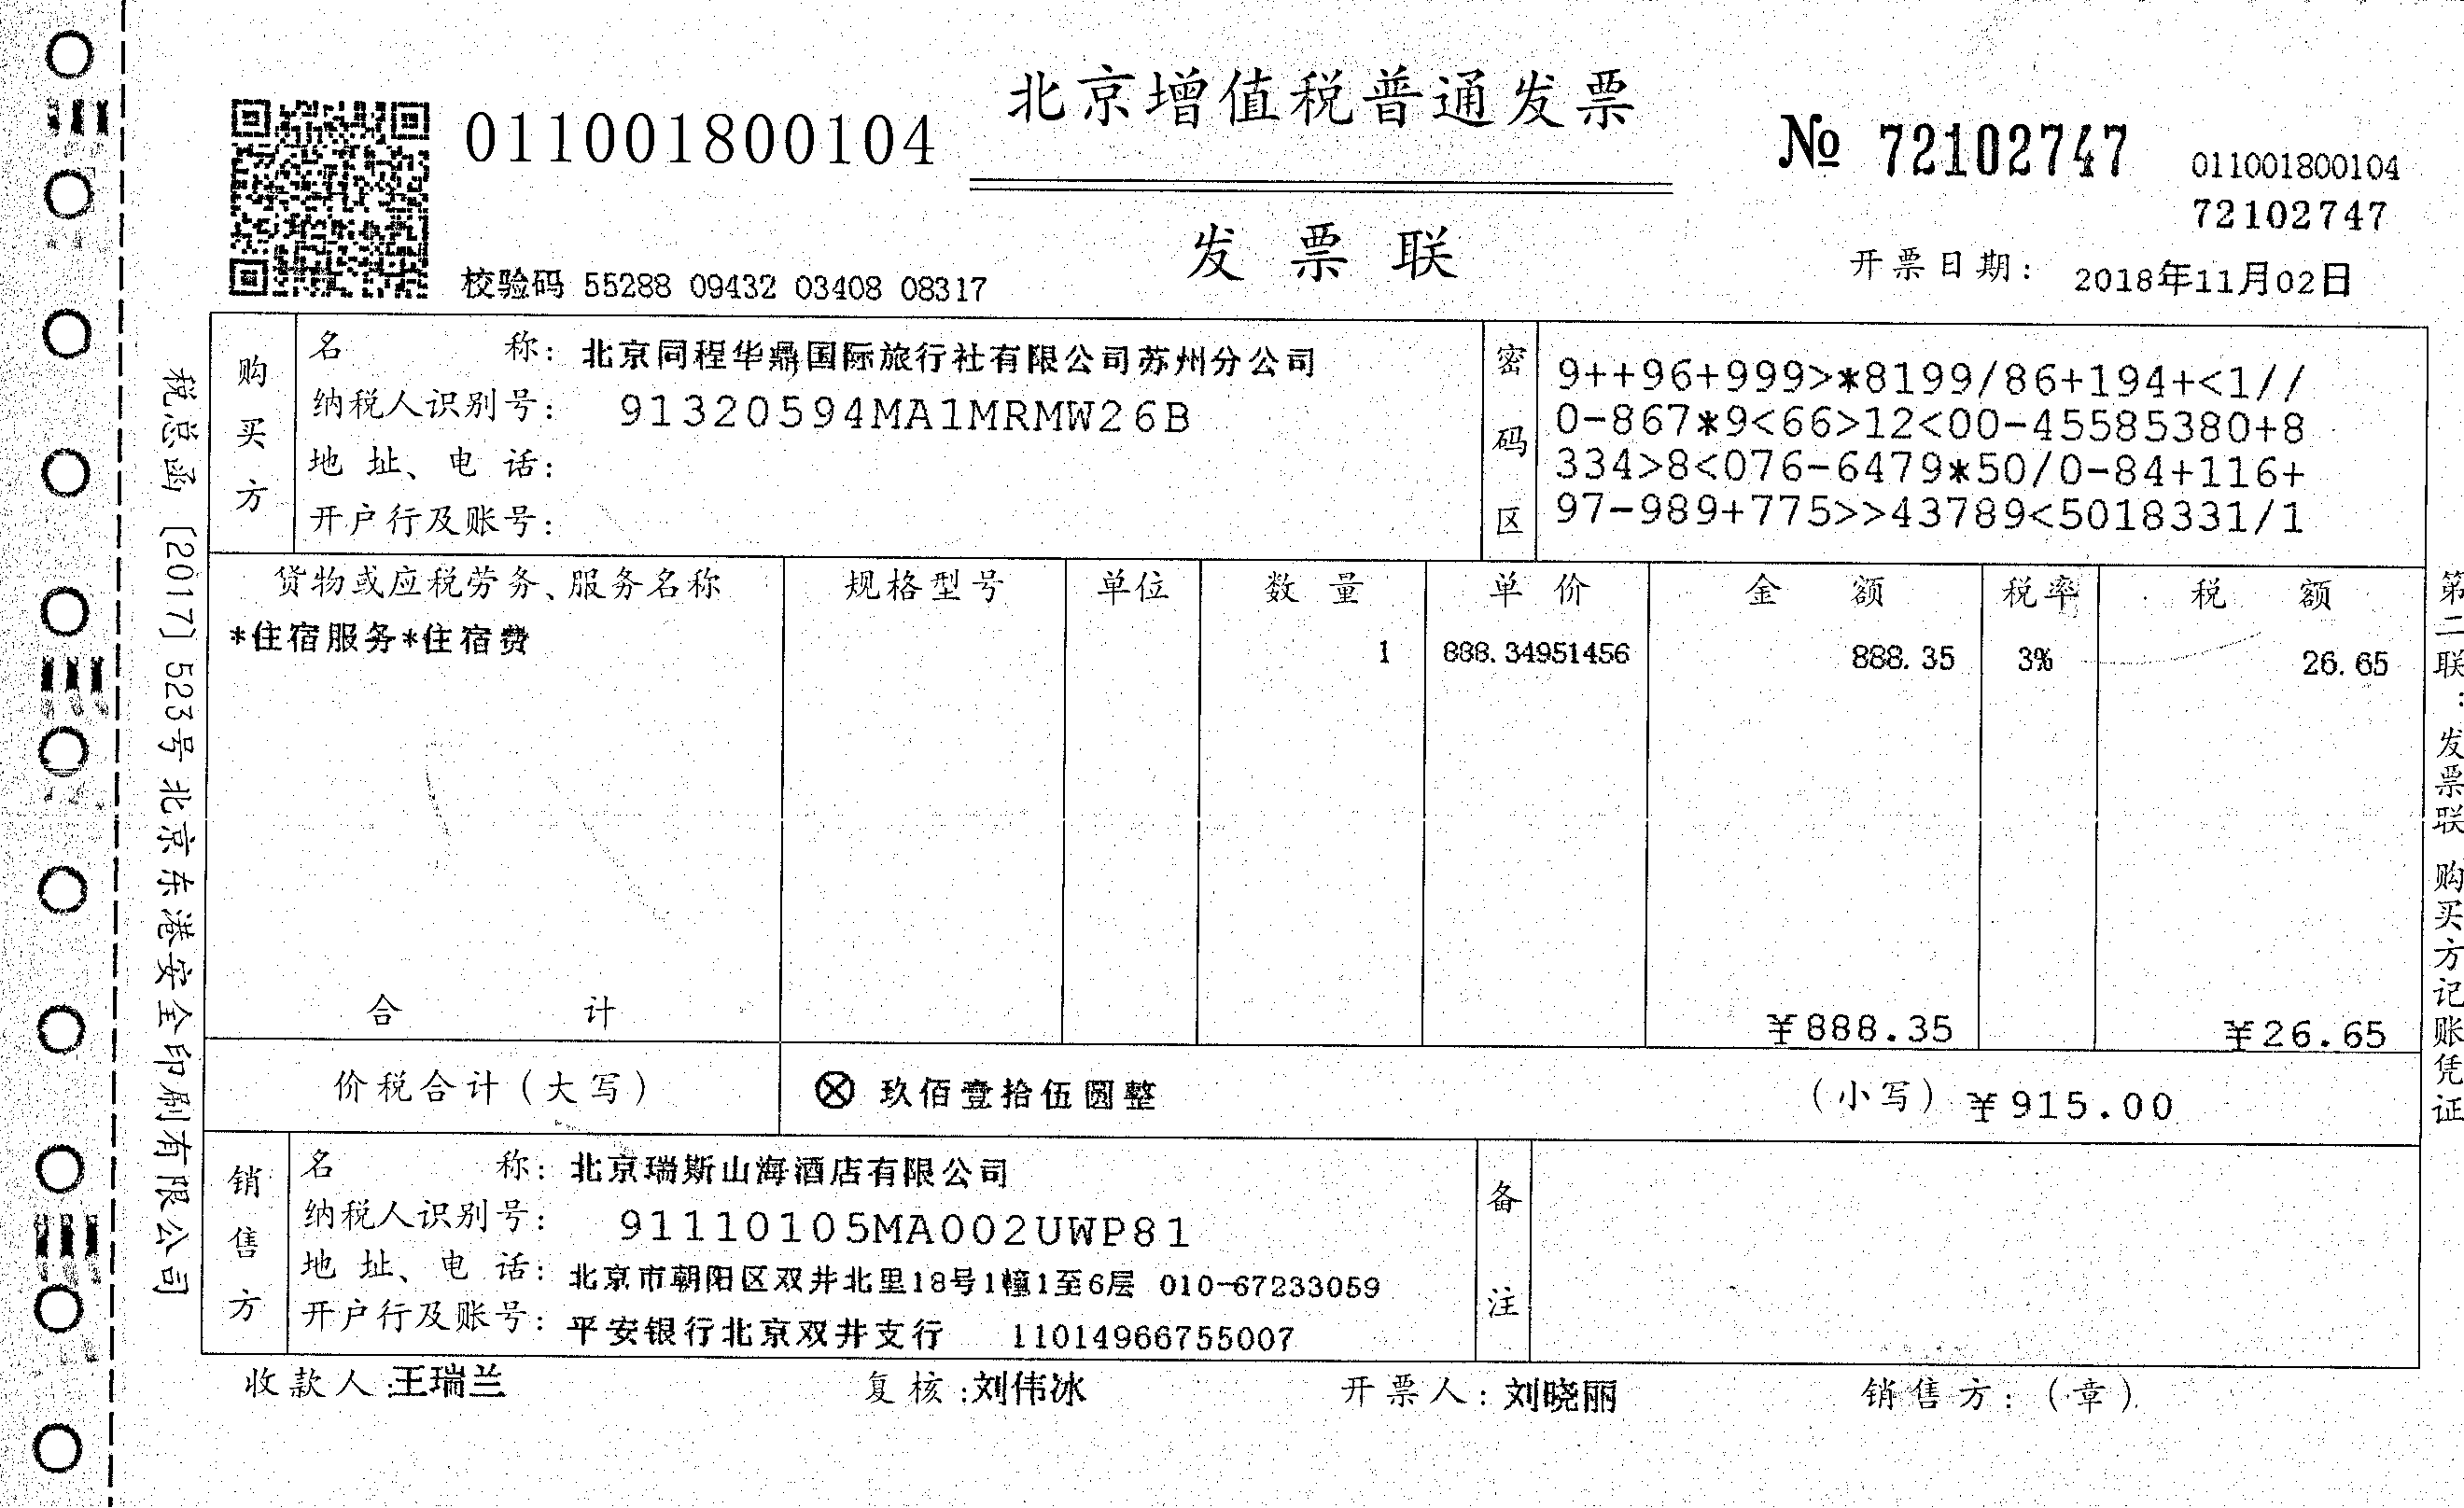 北京增值税普通发票
011001800104
№ 72102747
011001800104
72102747
发票联
校验码 55288 09432 03408 08317
开票日期： 2018年11月02日
税总函〔2017〕523号北京东港安全印刷有限公司
购买方
名称：北京同程华鼎国际旅行社有限公司苏州分公司
纳税人识别号： 91320594MA1MRMW26B
地址、电话：
开户行及账号：
密码区
9++96+999>*8199/86+194+<1//
0-867*9<66>12<00-45585380+8
334>8<076-6479*50/0-84+116+
97-989+775>>43789<5018331/1
货物或应税劳务、服务名称 规格型号 单位 数量 单价 金额 税率 税额
*住宿服务*住宿费 1 888.34951456 888.35 3% 26.65
合计 ¥888.35 ¥26.65
价税合计（大写） ⊗ 玖佰壹拾伍圆整 （小写） ¥915.00
销售方
名称：北京瑞斯山海酒店有限公司
纳税人识别号： 91110105MA002UWP81
地址、电话：北京市朝阳区双井北里18号1幢1至6层 010-67233059
开户行及账号：平安银行北京双井支行 11014966755007
备注
收款人：王瑞兰 复核：刘伟冰 开票人：刘晓丽 销售方：（章）
第二联：发票联 购买方记账凭证